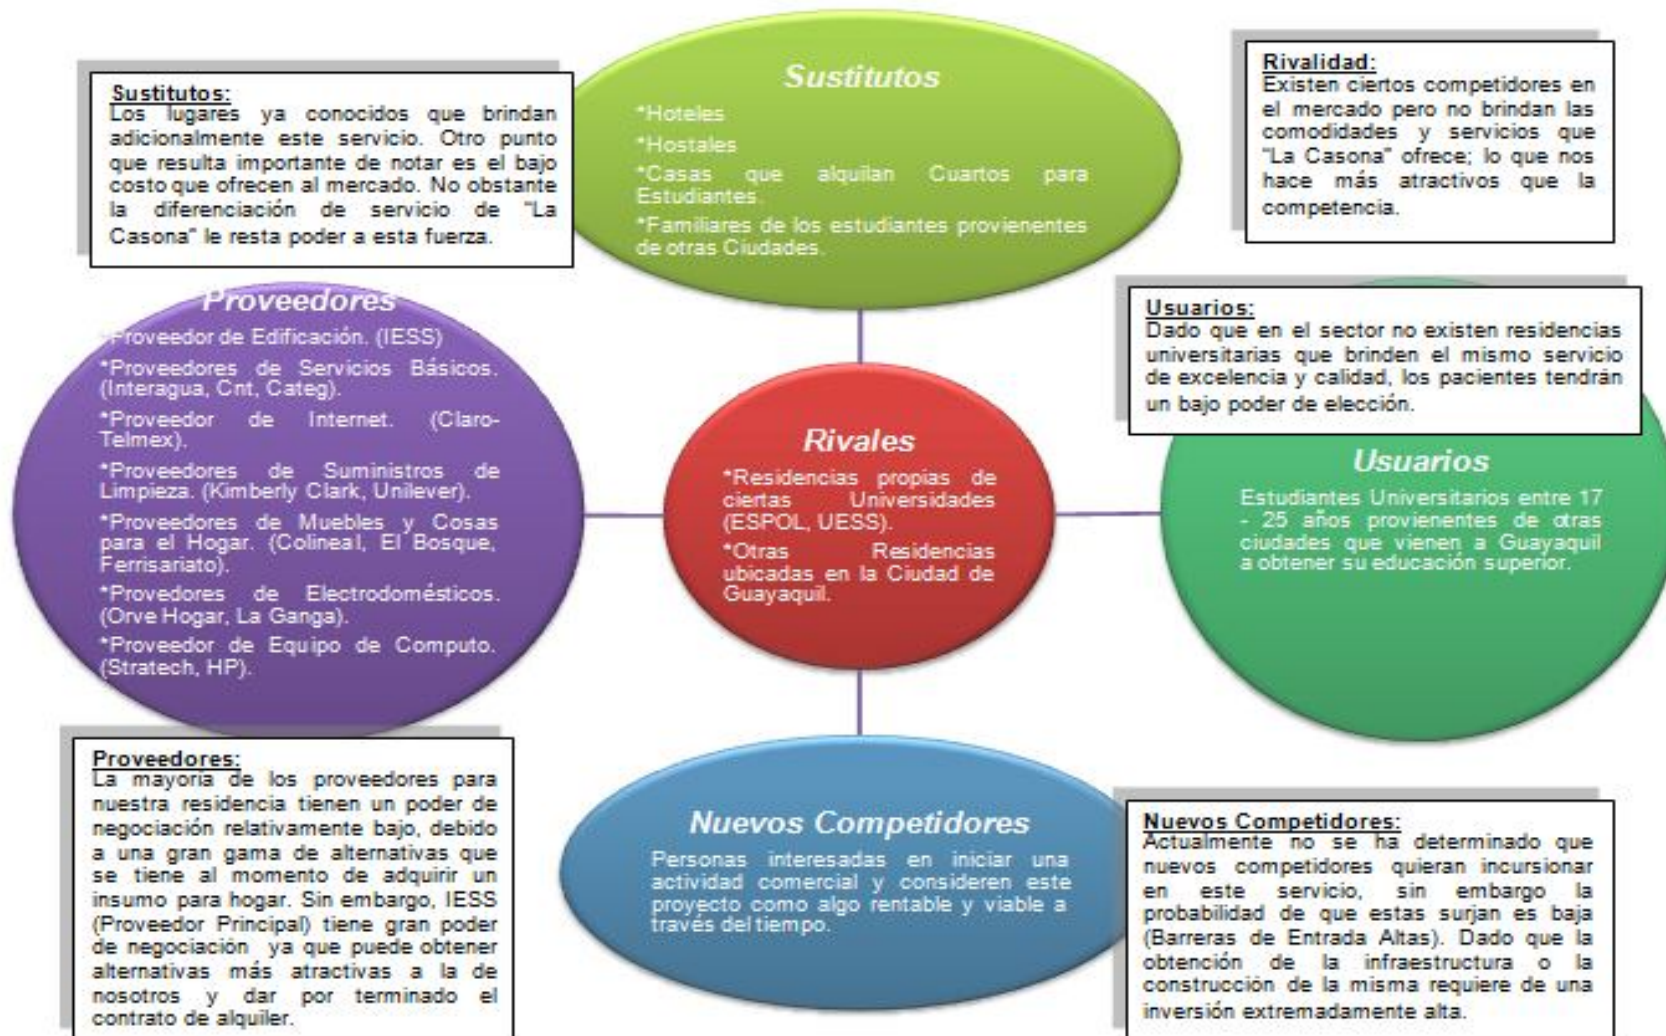 Sustitutos
*Hoteles
*Hostales
*Casas que alquilan Cuartos para
Estudiantes.
*Familiares de los estudiantes provienentes
de otras Ciudades.
Sustitutos:
Los lugares ya conocidos que brindan
adicionalmente este servicio. Otro punto
que resulta importante de notar es el bajo
costo que ofrecen al mercado. No obstante
la diferenciación de servicio de "La
Casona" le resta poder a esta fuerza.
Rivalidad:
Existen ciertos competidores en
el mercado pero no brindan las
comodidades y servicios que
"La Casona" ofrece; lo que nos
hace más atractivos que la
competencia.
Proveedores
*Proveedor de Edificación. (IESS)
*Proveedores de Servicios Básicos.
(Interagua, Cnt, Categ).
*Proveedor de Internet. (Claro-
Telmex).
*Proveedores de Suministros de
Limpieza. (Kimberly Clark, Unilever).
*Proveedores de Muebles y Cosas
para el Hogar. (Colineal, El Bosque,
Ferrisariato).
*Provedores de Electrodomésticos.
(Orve Hogar, La Ganga).
*Proveedor de Equipo de Computo.
(Stratech, HP).
Rivales
*Residencias propias de
ciertas Universidades
(ESPOL, UESS).
*Otras Residencias
ubicadas en la Ciudad de
Guayaquil.
Usuarios:
Dado que en el sector no existen residencias
universitarias que brinden el mismo servicio
de excelencia y calidad, los pacientes tendrán
un bajo poder de elección.
Usuarios
Estudiantes Universitarios entre 17
- 25 años provienentes de otras
ciudades que vienen a Guayaquil
a obtener su educación superior.
Proveedores:
La mayoría de los proveedores para
nuestra residencia tienen un poder de
negociación relativamente bajo, debido
a una gran gama de alternativas que
se tiene al momento de adquirir un
insumo para hogar. Sin embargo, IESS
(Proveedor Principal) tiene gran poder
de negociación ya que puede obtener
alternativas más atractivas a la de
nosotros y dar por terminado el
contrato de alquiler.
Nuevos Competidores
Personas interesadas en iniciar una
actividad comercial y consideren este
proyecto como algo rentable y viable a
través del tiempo.
Nuevos Competidores:
Actualmente no se ha determinado que
nuevos competidores quieran incursionar
en este servicio, sin embargo la
probabilidad de que estas surjan es baja
(Barreras de Entrada Altas). Dado que la
obtención de la infraestructura o la
construcción de la misma requiere de una
inversión extremadamente alta.